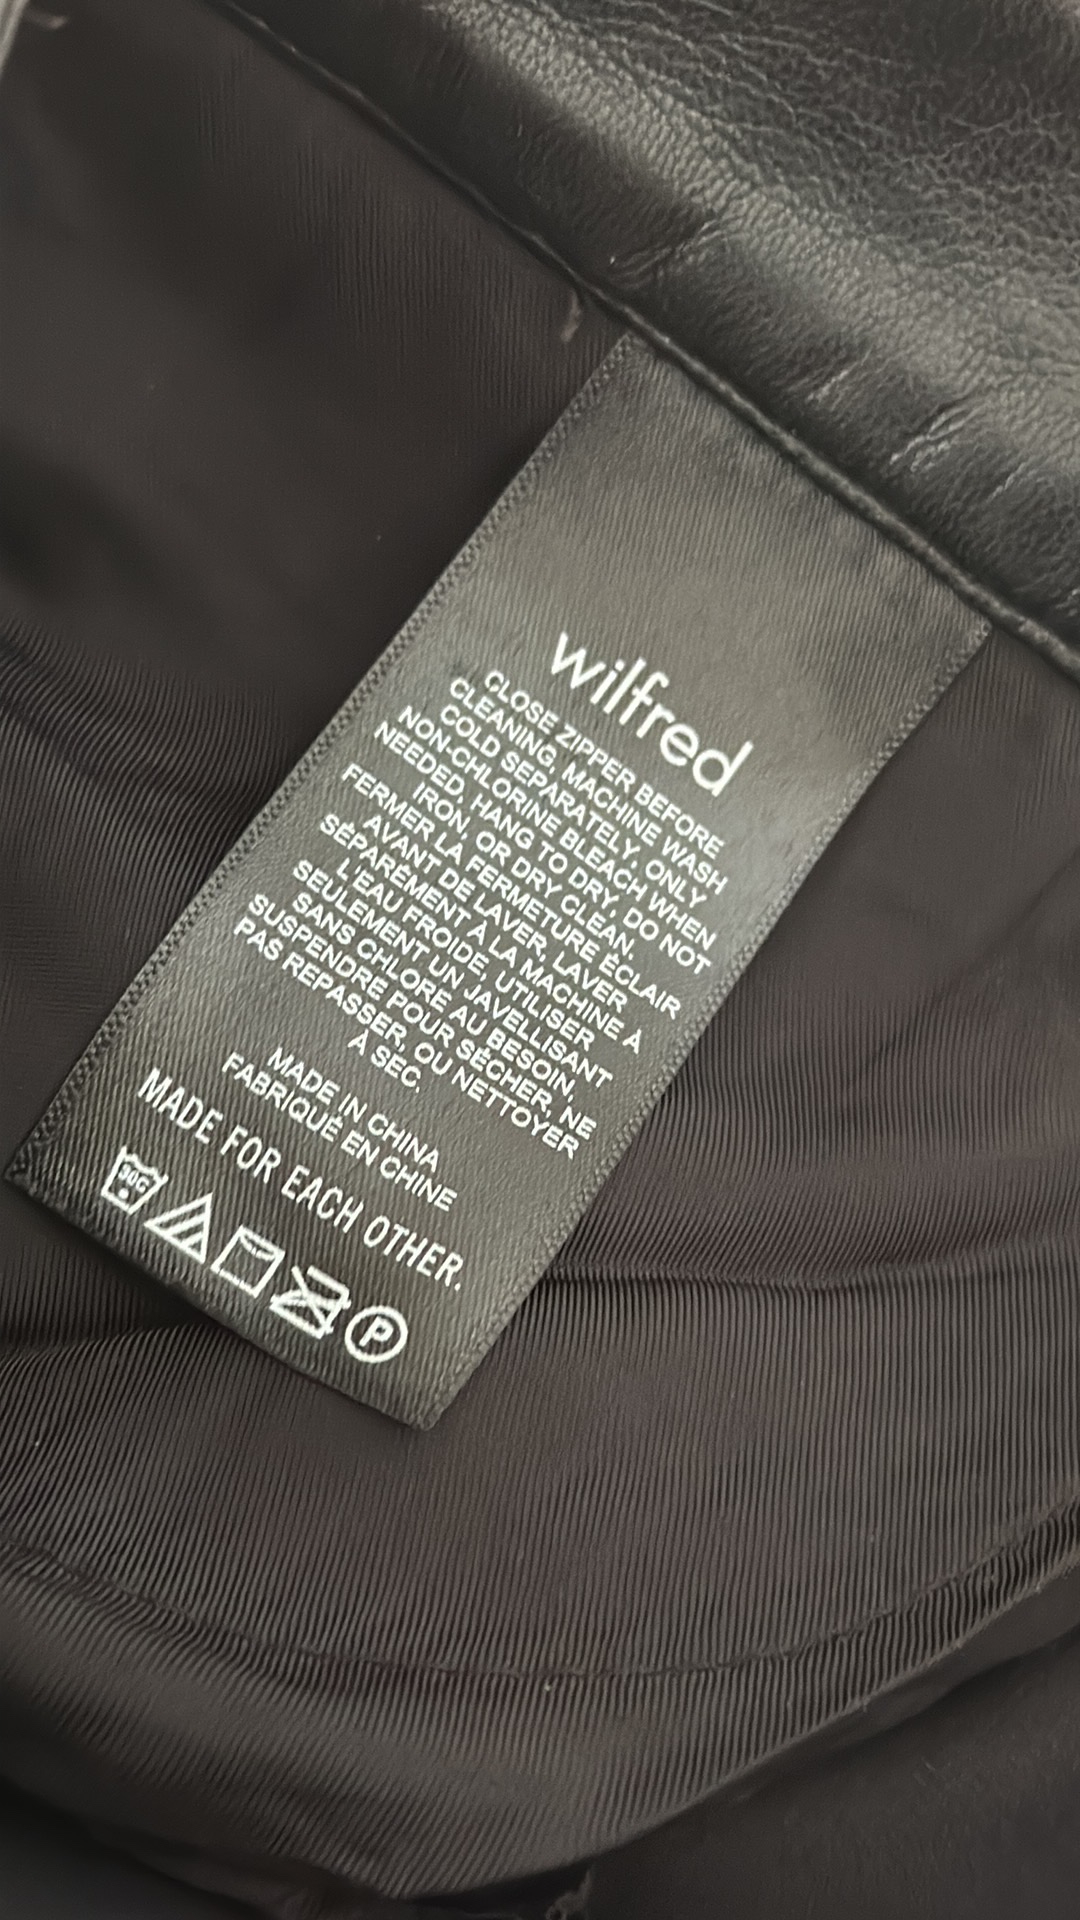 wilfred
CLOSE ZIPPER BEFORE
CLEANING, MACHINE WASH
COLD SEPARATELY, ONLY
NON-CHLORINE BLEACH WHEN
NEEDED, HANG TO DRY, DO NOT
IRON, OR DRY CLEAN.
FERMER LA FERMETURE ÉCLAIR
AVANT DE LAVER, LAVER
SÉPARÉMENT À LA MACHINE À
L'EAU FROIDE, UTILISER
SEULEMENT UN JAVELLISANT
SANS CHLORE AU BESOIN,
SUSPENDRE POUR SÉCHER, NE
PAS REPASSER, OU NETTOYER
À SEC.
MADE IN CHINA
FABRIQUÉ EN CHINE
MADE FOR EACH OTHER.
30C
P